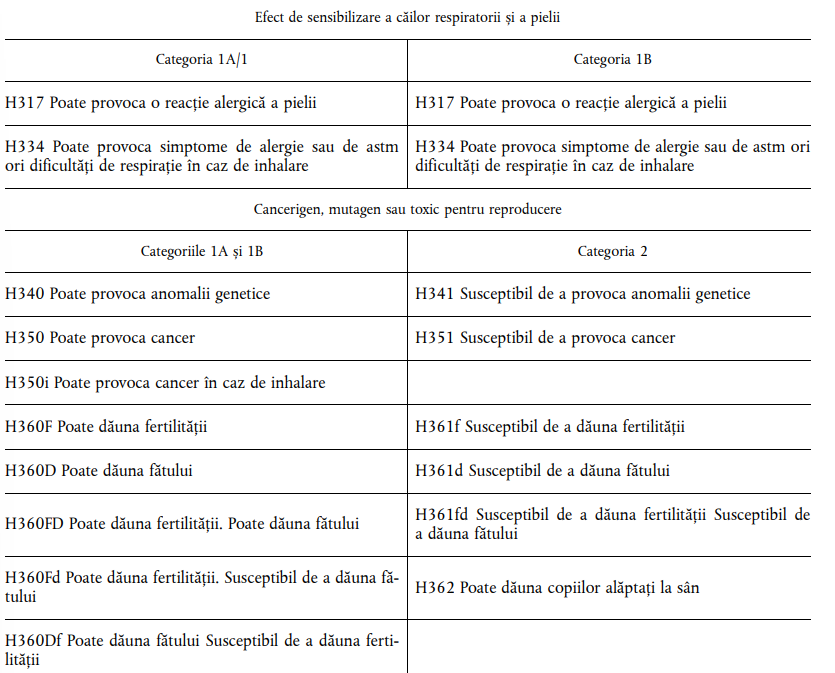 Efect de sensibilizare a căilor respiratorii și a pielii
Categoria 1A/1
Categoria 1B
H317 Poate provoca o reacție alergică a pielii
H317 Poate provoca o reacție alergică a pielii
H334 Poate provoca simptome de alergie sau de astm
ori dificultăți de respirație în caz de inhalare
H334 Poate provoca simptome de alergie sau de astm ori
dificultăți de respirație în caz de inhalare
Cancerigen, mutagen sau toxic pentru reproducere
Categoriile 1A și 1B
Categoria 2
H340 Poate provoca anomalii genetice
H341 Susceptibil de a provoca anomalii genetice
H350 Poate provoca cancer
H351 Susceptibil de a provoca cancer
H350i Poate provoca cancer în caz de inhalare
H360F Poate dăuna fertilității
H361f Susceptibil de a dăuna fertilității
H360D Poate dăuna fătului
H361d Susceptibil de a dăuna fătului
H360FD Poate dăuna fertilității. Poate dăuna fătului
H361fd Susceptibil de a dăuna fertilității Susceptibil de
a dăuna fătului
H360Fd Poate dăuna fertilității. Susceptibil de a dăuna fă-
tului
H362 Poate dăuna copiilor alăptați la sân
H360Df Poate dăuna fătului Susceptibil de a dăuna ferti-
lității